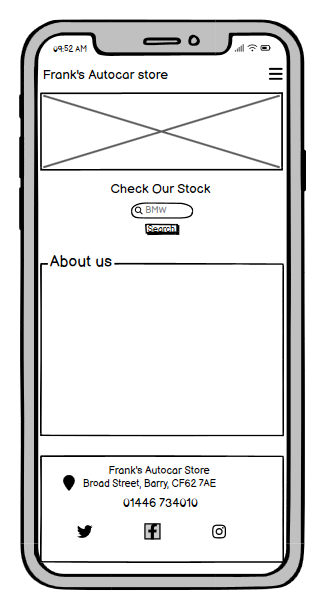 09:52 AM
Frank's Autocar store
Check Our Stock
BMW
Search
About us
Frank's Autocar Store
Broad Street, Barry, CF62 7AE
01446 734010